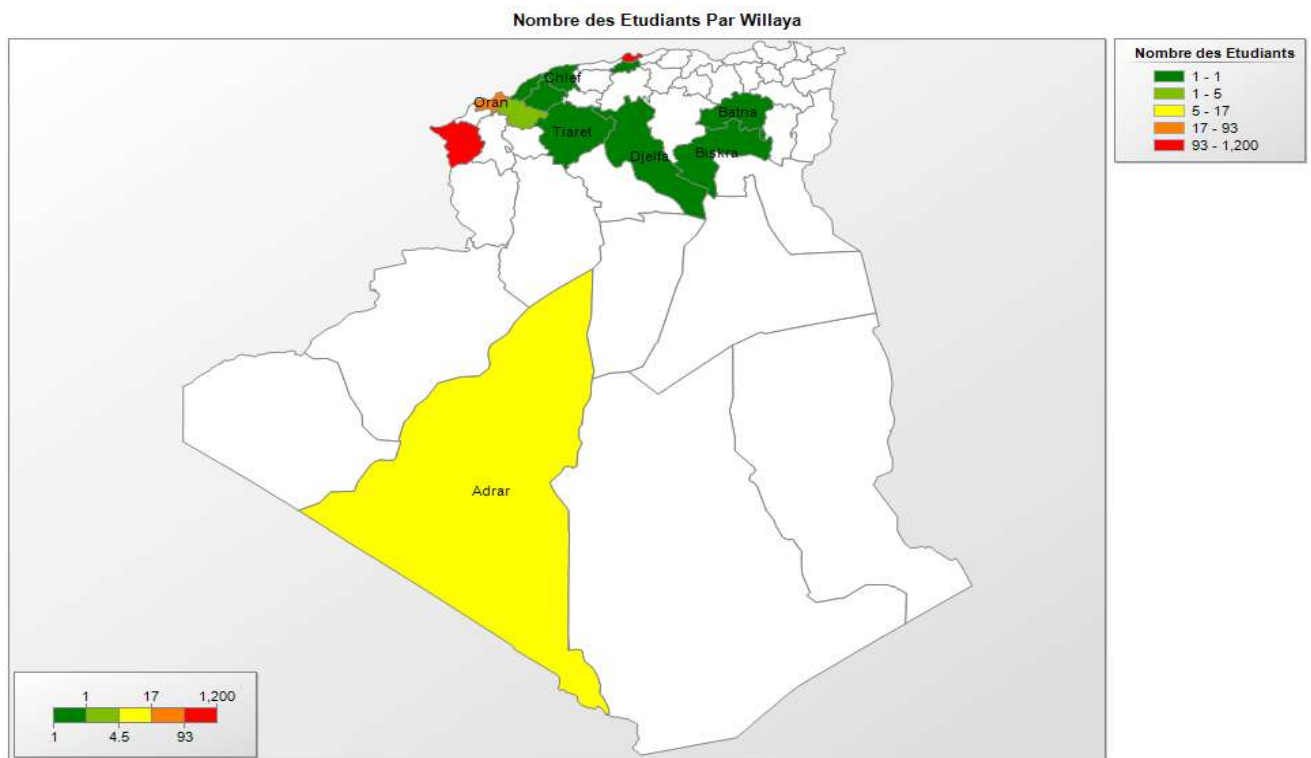 Nombre des Etudiants Par Willaya
Nombre des Etudiants
1 - 1
1 - 5
5 - 17
17 - 93
93 - 1,200
Chlef
Oran
Batna
Tiaret
Djelfa
Biskra
Adrar
1 17 1,200
1 4.5 93